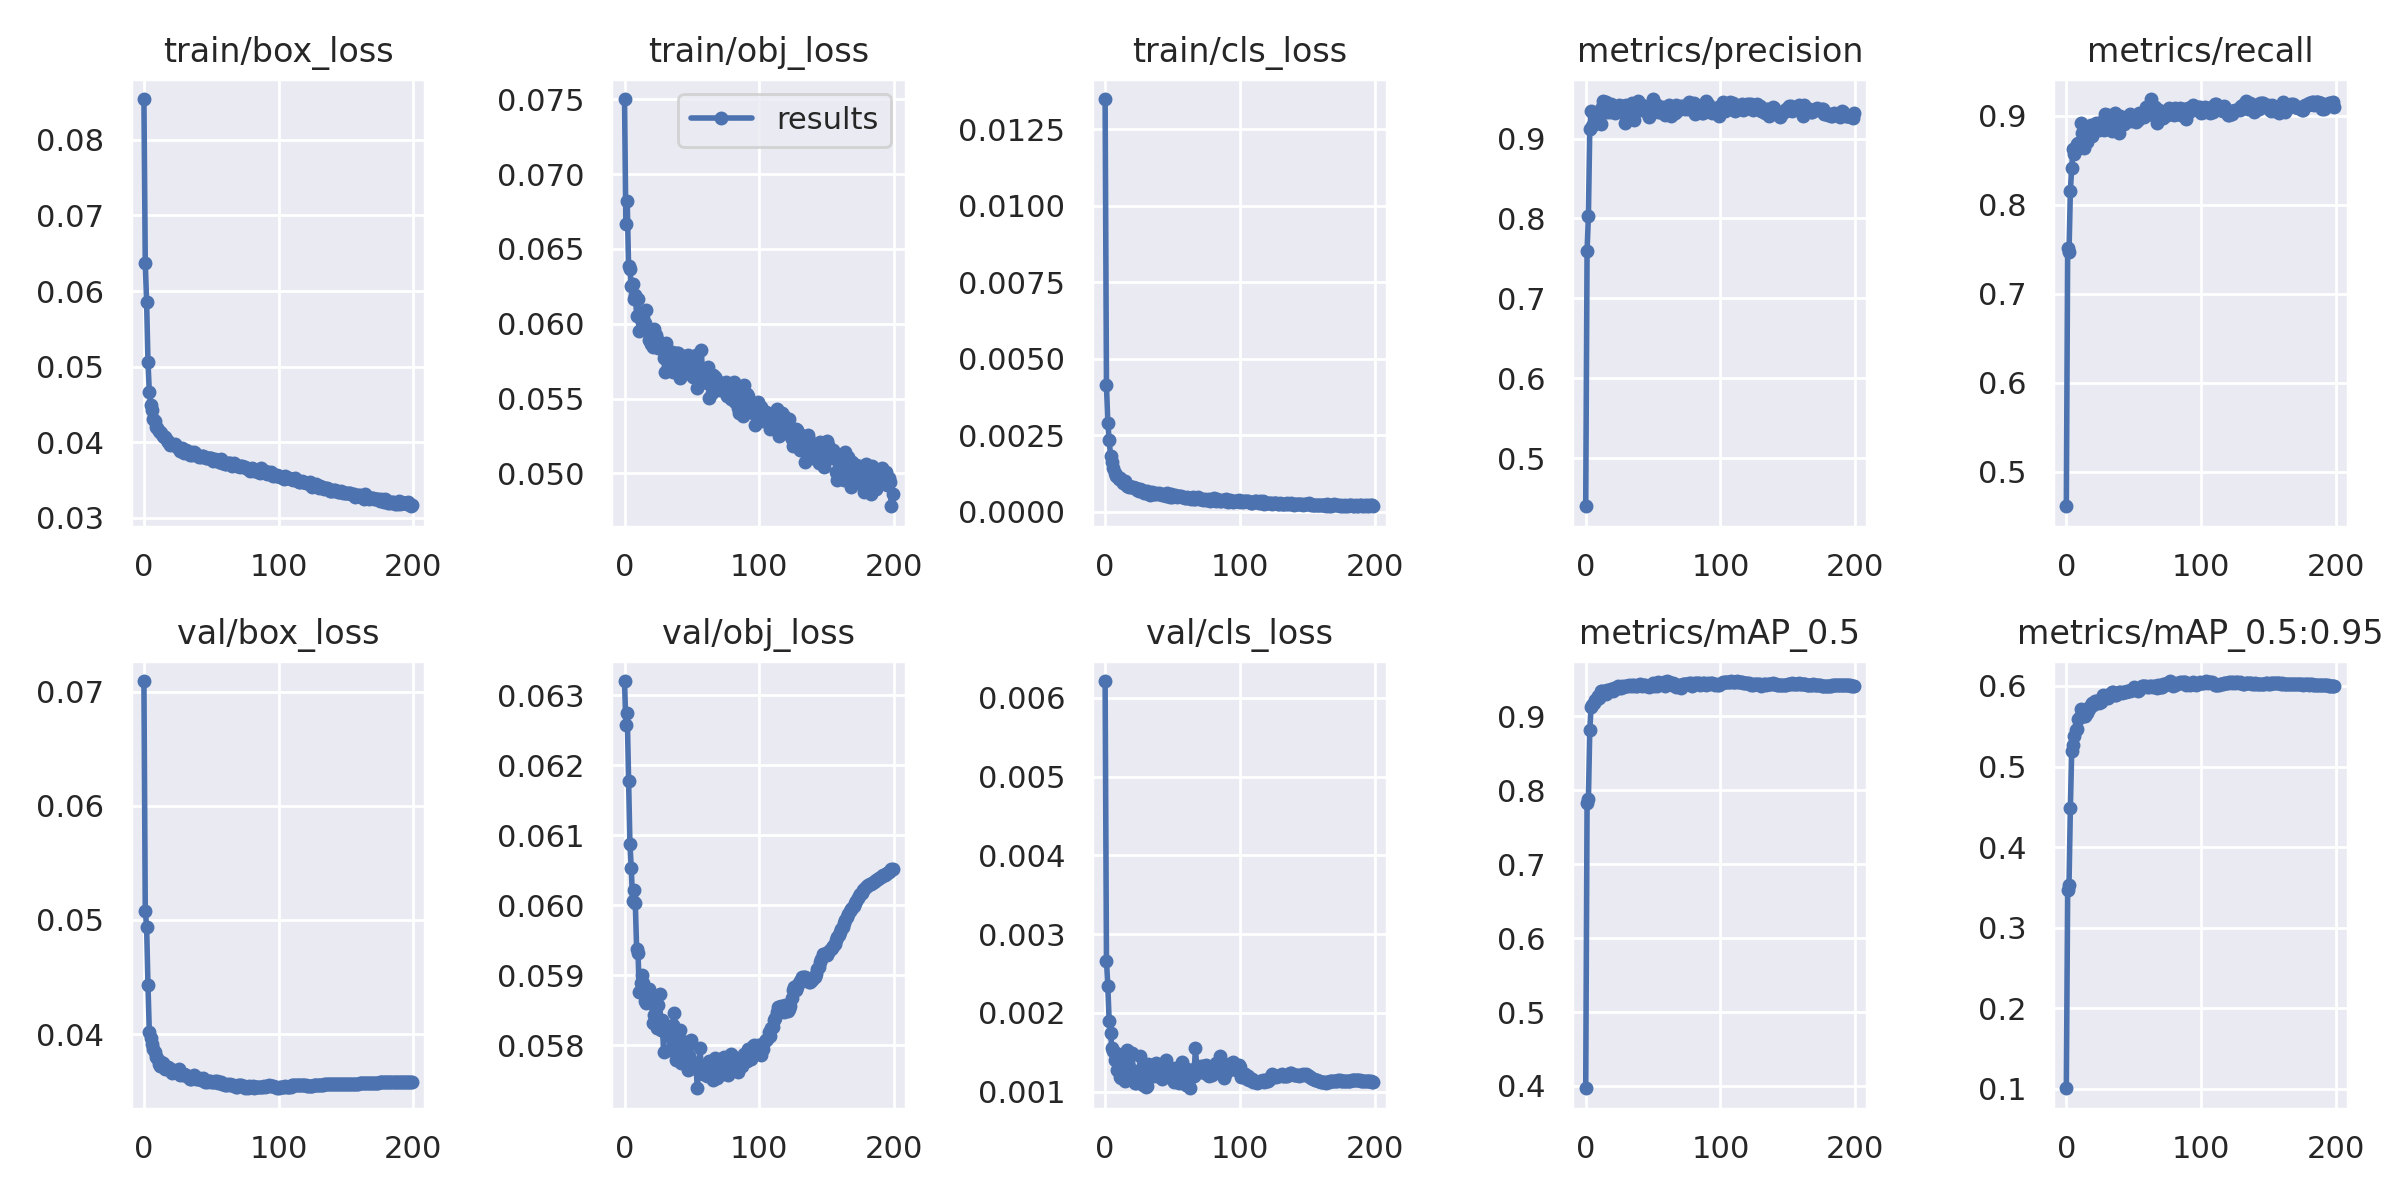 train/box_loss
0.08
0.07
0.06
0.05
0.04
0.03
0 100 200
train/obj_loss
results
0.075
0.070
0.065
0.060
0.055
0.050
0 100 200
train/cls_loss
0.0125
0.0100
0.0075
0.0050
0.0025
0.0000
0 100 200
metrics/precision
0.9
0.8
0.7
0.6
0.5
0 100 200
metrics/recall
0.9
0.8
0.7
0.6
0.5
0 100 200
val/box_loss
0.07
0.06
0.05
0.04
0 100 200
val/obj_loss
0.063
0.062
0.061
0.060
0.059
0.058
0 100 200
val/cls_loss
0.006
0.005
0.004
0.003
0.002
0.001
0 100 200
metrics/mAP_0.5
0.9
0.8
0.7
0.6
0.5
0.4
0 100 200
metrics/mAP_0.5:0.95
0.6
0.5
0.4
0.3
0.2
0.1
0 100 200